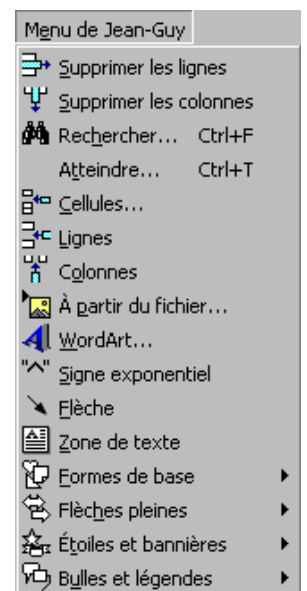 Menu de Jean-Guy
Supprimer les lignes
Supprimer les colonnes
Rechercher... Ctrl+F
Atteindre... Ctrl+T
Cellules...
Lignes
Colonnes
À partir du fichier...
WordArt...
"^" Signe exponentiel
Flèche
Zone de texte
Formes de base
Flèches pleines
Étoiles et bannières
Bulles et légendes